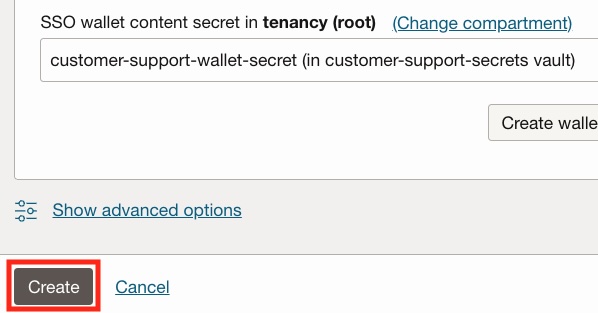 SSO wallet content secret in tenancy (root) (Change compartment)
customer-support-wallet-secret (in customer-support-secrets vault)
Create walle
Show advanced options
Create Cancel